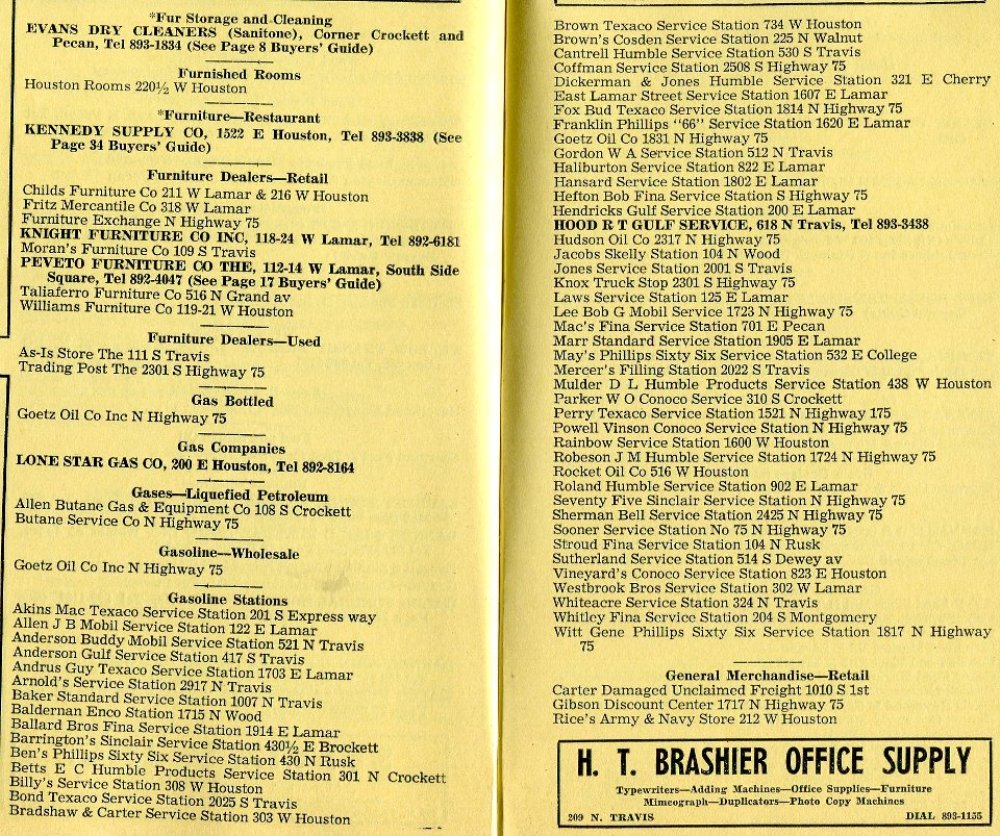 *Fur Storage and Cleaning
EVANS DRY CLEANERS (Sanitone), Corner Crockett and
Pecan, Tel 893-1834 (See Page 8 Buyers' Guide)
Furnished Rooms
Houston Rooms 220½ W Houston
*Furniture—Restaurant
KENNEDY SUPPLY CO, 1522 E Houston, Tel 893-3838 (See
Page 34 Buyers' Guide)
Furniture Dealers—Retail
Childs Furniture Co 211 W Lamar & 216 W Houston
Fritz Mercantile Co 318 W Lamar
Furniture Exchange N Highway 75
KNIGHT FURNITURE CO INC, 118-24 W Lamar, Tel 892-6181
Moran's Furniture Co 109 S Travis
PEVETO FURNITURE CO THE, 112-14 W Lamar, South Side
Square, Tel 892-4047 (See Page 17 Buyers' Guide)
Taliaferro Furniture Co 516 N Grand av
Williams Furniture Co 119-21 W Houston
Furniture Dealers—Used
As-Is Store The 111 S Travis
Trading Post The 2301 S Highway 75
Gas Bottled
Goetz Oil Co Inc N Highway 75
Gas Companies
LONE STAR GAS CO, 200 E Houston, Tel 892-8164
Gases—Liquefied Petroleum
Allen Butane Gas & Equipment Co 108 S Crockett
Butane Service Co N Highway 75
Gasoline—Wholesale
Goetz Oil Co Inc N Highway 75
Gasoline Stations
Akins Mac Texaco Service Station 201 S Express way
Allen J B Mobil Service Station 122 E Lamar
Anderson Buddy Mobil Service Station 521 N Travis
Anderson Gulf Service Station 417 S Travis
Andrus Guy Texaco Service Station 1703 E Lamar
Arnold's Service Station 2917 N Travis
Baker Standard Service Station 1007 N Travis
Baldernan Enco Station 1715 N Wood
Ballard Bros Fina Service Station 1914 E Lamar
Barrington's Sinclair Service Station 430½ E Brockett
Ben's Phillips Sixty Six Service Station 430 N Rusk
Betts E C Humble Products Service Station 301 N Crockett
Billy's Service Station 308 W Houston
Bond Texaco Service Station 2025 S Travis
Bradshaw & Carter Service Station 303 W Houston
Brown Texaco Service Station 734 W Houston
Brown's Cosden Service Station 225 N Walnut
Cantrell Humble Service Station 530 S Travis
Coffman Service Station 2508 S Highway 75
Dickerman & Jones Humble Service Station 321 E Cherry
East Lamar Street Service Station 1607 E Lamar
Fox Bud Texaco Service Station 1814 N Highway 75
Franklin Phillips "66" Service Station 1620 E Lamar
Goetz Oil Co 1831 N Highway 75
Gordon W A Service Station 512 N Travis
Haliburton Service Station 822 E Lamar
Hansard Service Station 1802 E Lamar
Hefton Bob Fina Service Station S Highway 75
Hendricks Gulf Service Station 200 E Lamar
HOOD R T GULF SERVICE, 618 N Travis, Tel 893-3438
Hudson Oil Co 2317 N Highway 75
Jacobs Skelly Station 104 N Wood
Jones Service Station 2001 S Travis
Knox Truck Stop 2301 S Highway 75
Laws Service Station 125 E Lamar
Lee Bob G Mobil Service 1723 N Highway 75
Mac's Fina Service Station 701 E Pecan
Marr Standard Service Station 1905 E Lamar
May's Phillips Sixty Six Service Station 532 E College
Mercer's Filling Station 2022 S Travis
Mulder D L Humble Products Service Station 438 W Houston
Parker W O Conoco Service 310 S Crockett
Perry Texaco Service Station 1521 N Highway 175
Powell Vinson Conoco Service Station N Highway 75
Rainbow Service Station 1600 W Houston
Robeson J M Humble Service Station 1724 N Highway 75
Rocket Oil Co 516 W Houston
Roland Humble Service Station 902 E Lamar
Seventy Five Sinclair Service Station N Highway 75
Sherman Bell Service Station 2425 N Highway 75
Sooner Service Station No 75 N Highway 75
Stroud Fina Service Station 104 N Rusk
Sutherland Service Station 514 S Dewey av
Vineyard's Conoco Service Station 823 E Houston
Westbrook Bros Service Station 302 W Lamar
Whiteacre Service Station 324 N Travis
Whitley Fina Service Station 204 S Montgomery
Witt Gene Phillips Sixty Six Service Station 1817 N Highway
75
General Merchandise—Retail
Carter Damaged Unclaimed Freight 1010 S 1st
Gibson Discount Center 1717 N Highway 75
Rice's Army & Navy Store 212 W Houston
H. T. BRASHIER OFFICE SUPPLY
Typewriters—Adding Machines—Office Supplies—Furniture
Mimeograph—Duplicators—Photo Copy Machines
209 N. TRAVIS DIAL 893-1155